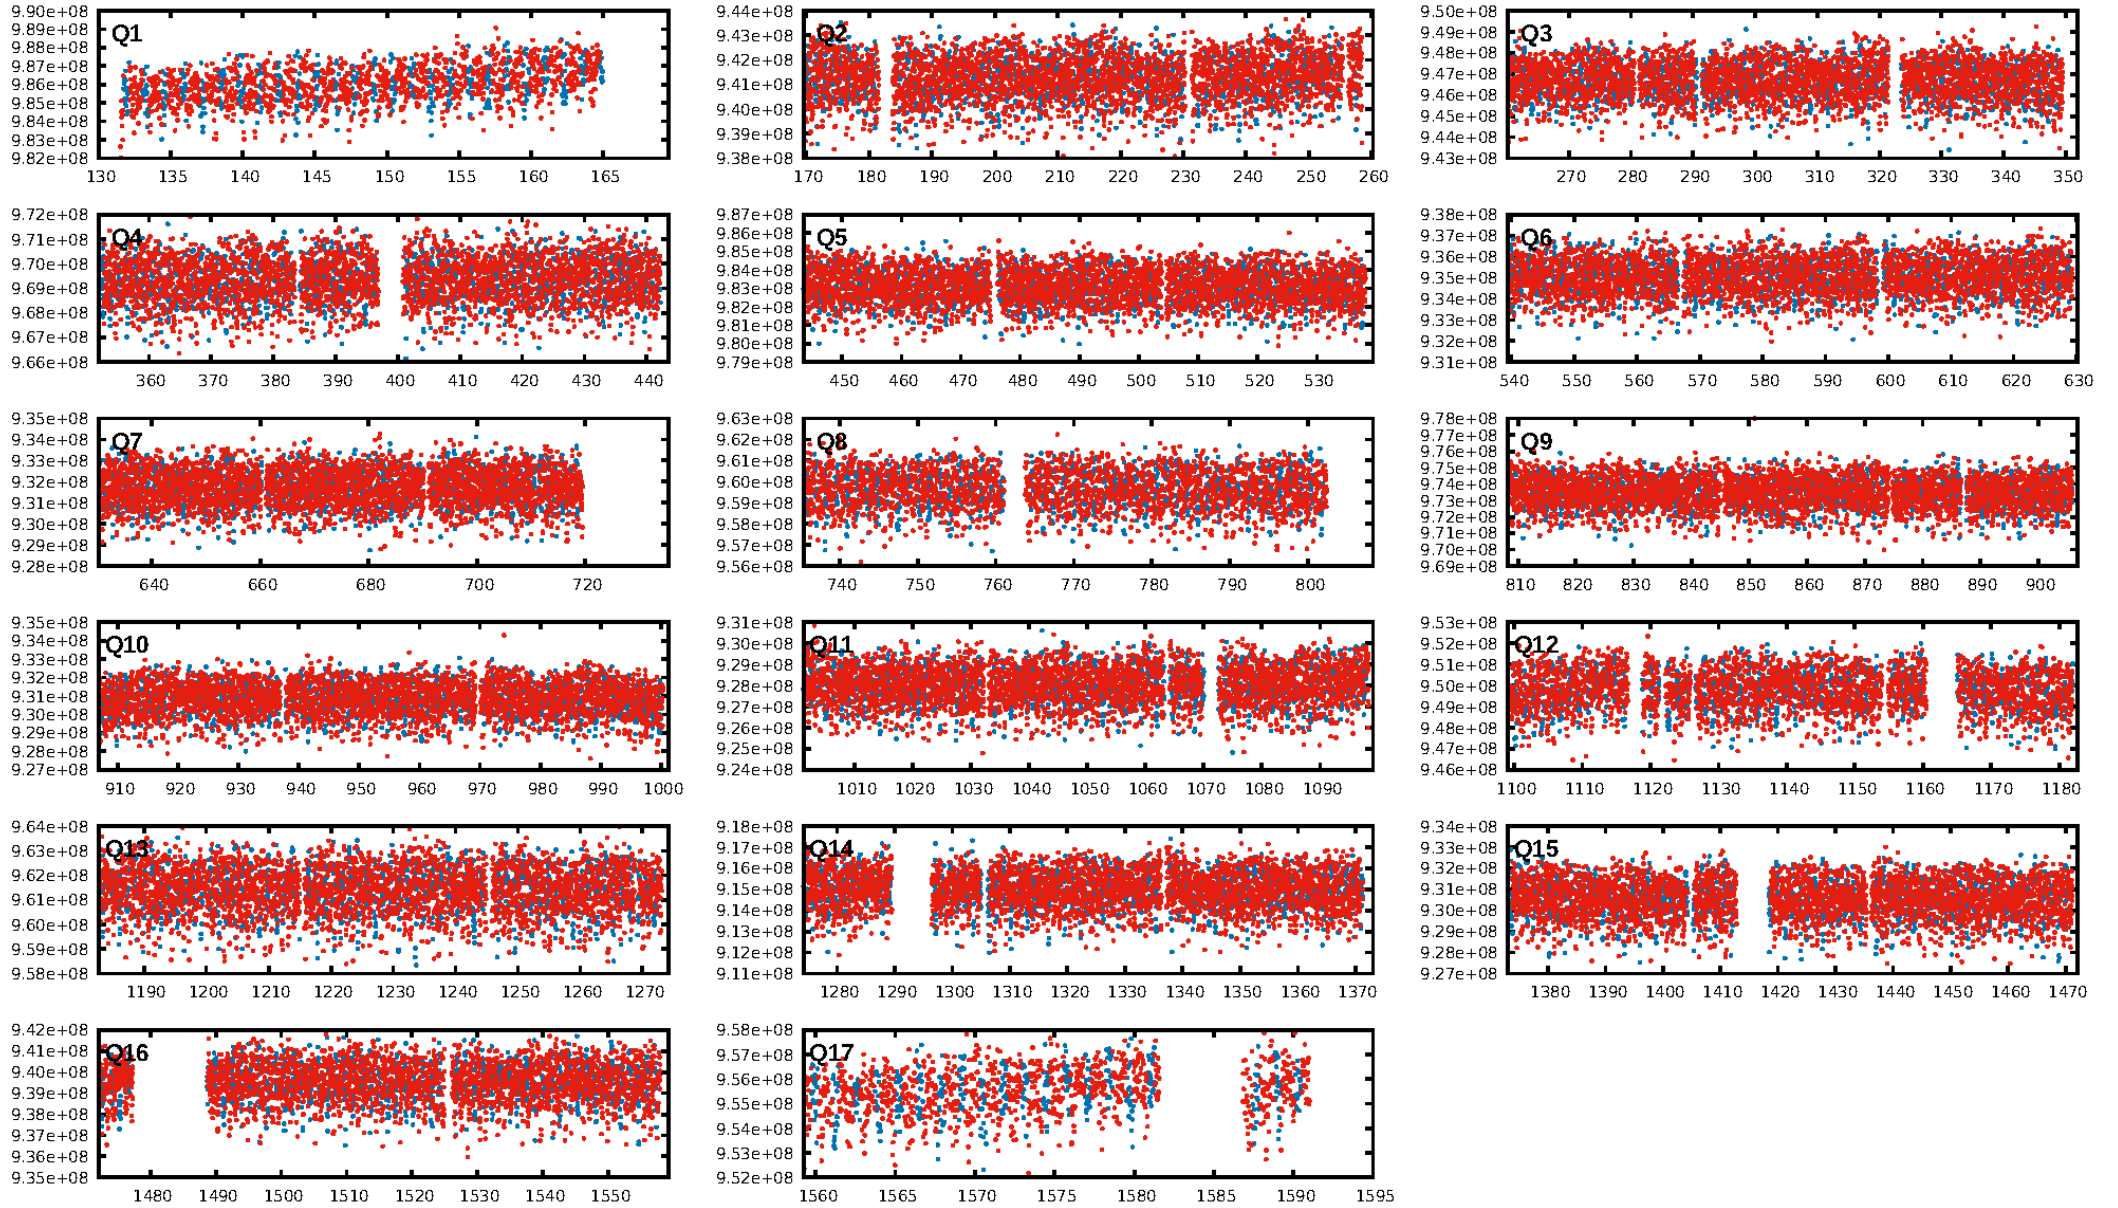 9.90e+08
9.89e+08
9.88e+08
9.87e+08
9.86e+08
9.85e+08
9.84e+08
9.83e+08
9.82e+08
Q1
130 135 140 145 150 155 160 165
9.44e+08
9.43e+08
9.42e+08
9.41e+08
9.40e+08
9.39e+08
9.38e+08
Q2
170 180 190 200 210 220 230 240 250 260
9.50e+08
9.49e+08
9.48e+08
9.47e+08
9.46e+08
9.45e+08
9.44e+08
9.43e+08
Q3
270 280 290 300 310 320 330 340 350
9.72e+08
9.71e+08
9.70e+08
9.69e+08
9.68e+08
9.67e+08
9.66e+08
Q4
360 370 380 390 400 410 420 430 440
9.87e+08
9.86e+08
9.85e+08
9.84e+08
9.83e+08
9.82e+08
9.81e+08
9.80e+08
9.79e+08
Q5
450 460 470 480 490 500 510 520 530
9.38e+08
9.37e+08
9.36e+08
9.35e+08
9.34e+08
9.33e+08
9.32e+08
9.31e+08
Q6
540 550 560 570 580 590 600 610 620 630
9.35e+08
9.34e+08
9.33e+08
9.32e+08
9.31e+08
9.30e+08
9.29e+08
9.28e+08
Q7
640 660 680 700 720
9.63e+08
9.62e+08
9.61e+08
9.60e+08
9.59e+08
9.58e+08
9.57e+08
9.56e+08
Q8
740 750 760 770 780 790 800
9.78e+08
9.77e+08
9.76e+08
9.75e+08
9.74e+08
9.73e+08
9.72e+08
9.71e+08
9.70e+08
9.69e+08
Q9
810 820 830 840 850 860 870 880 890 900
9.35e+08
9.34e+08
9.33e+08
9.32e+08
9.31e+08
9.30e+08
9.29e+08
9.28e+08
9.27e+08
Q10
910 920 930 940 950 960 970 980 990 1000
9.31e+08
9.30e+08
9.29e+08
9.28e+08
9.27e+08
9.26e+08
9.25e+08
9.24e+08
Q11
1010 1020 1030 1040 1050 1060 1070 1080 1090
9.53e+08
9.52e+08
9.51e+08
9.50e+08
9.49e+08
9.48e+08
9.47e+08
9.46e+08
Q12
1100 1110 1120 1130 1140 1150 1160 1170 1180
9.64e+08
9.63e+08
9.62e+08
9.61e+08
9.60e+08
9.59e+08
9.58e+08
Q13
1190 1200 1210 1220 1230 1240 1250 1260 1270
9.18e+08
9.17e+08
9.16e+08
9.15e+08
9.14e+08
9.13e+08
9.12e+08
9.11e+08
Q14
1280 1290 1300 1310 1320 1330 1340 1350 1360 1370
9.34e+08
9.33e+08
9.32e+08
9.31e+08
9.30e+08
9.29e+08
9.28e+08
9.27e+08
Q15
1380 1390 1400 1410 1420 1430 1440 1450 1460 1470
9.42e+08
9.41e+08
9.40e+08
9.39e+08
9.38e+08
9.37e+08
9.36e+08
9.35e+08
Q16
1480 1490 1500 1510 1520 1530 1540 1550
9.58e+08
9.57e+08
9.56e+08
9.55e+08
9.54e+08
9.53e+08
9.52e+08
Q17
1560 1565 1570 1575 1580 1585 1590 1595